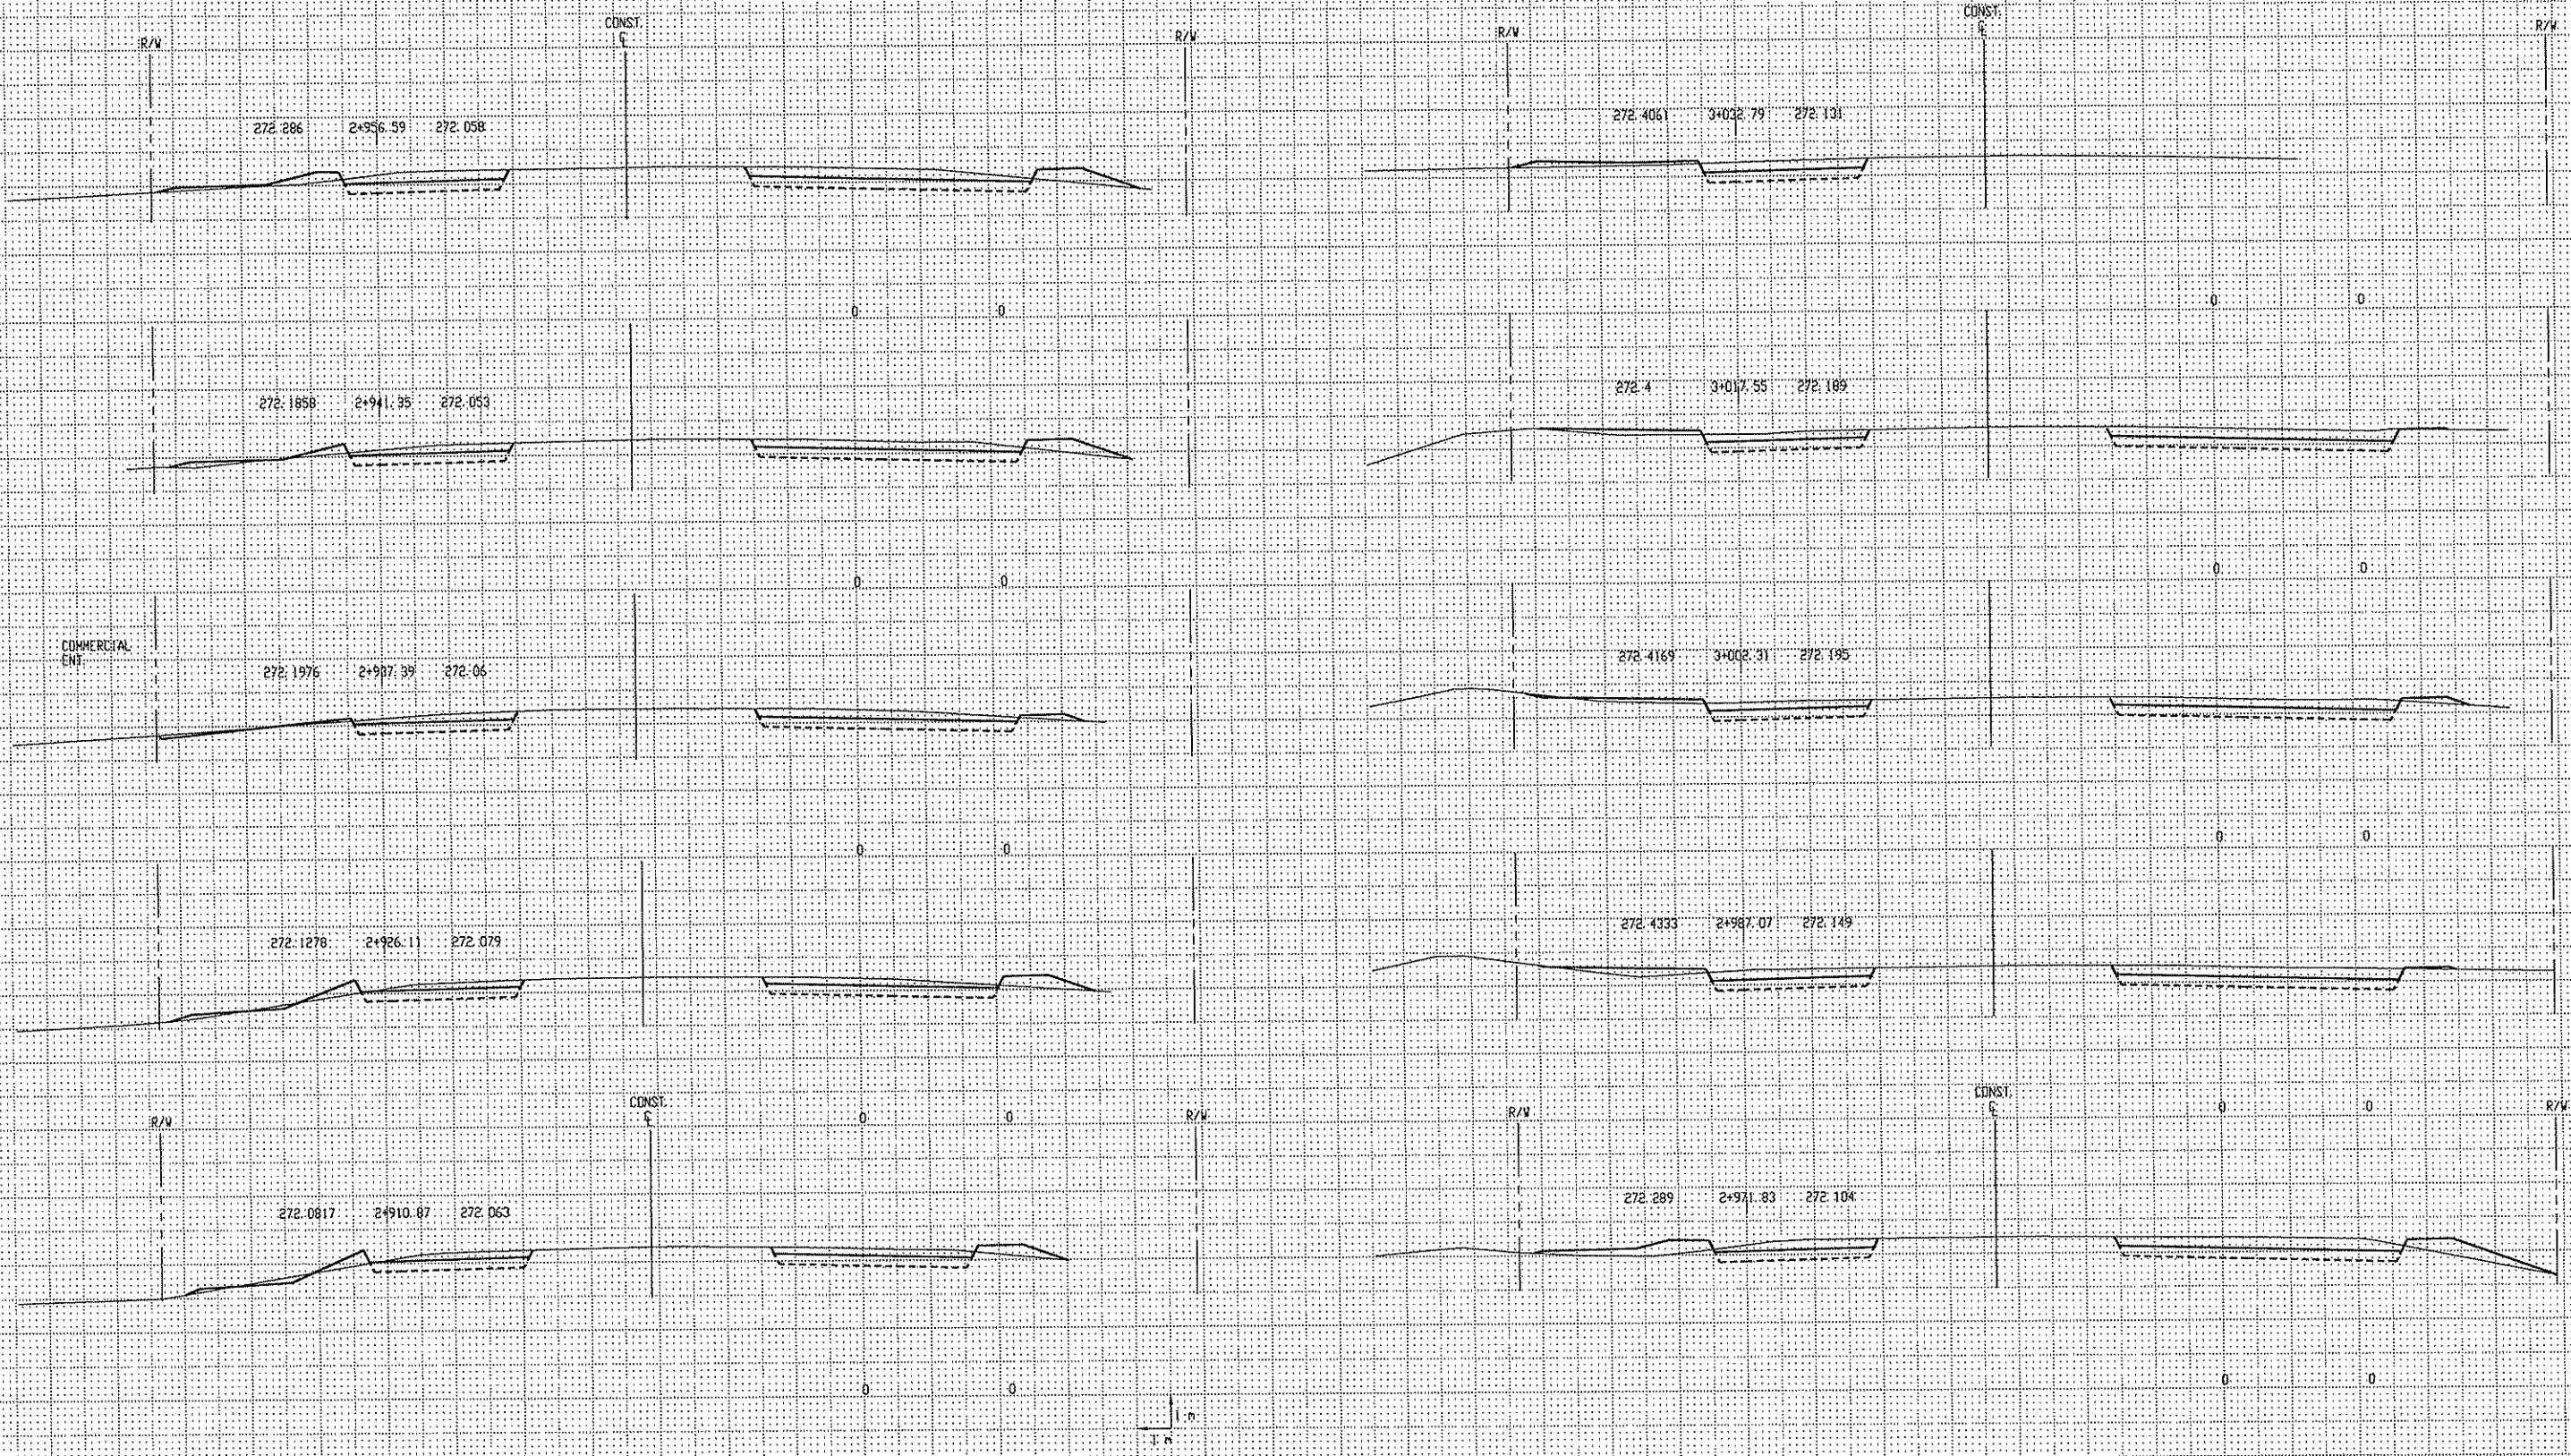 CONST.
℄
R/W
R/W
272.286 2+956.59 272.058
0 0
272.1858 2+941.35 272.053
0 0
COMMERCIAL
ENT.
272.1976 2+937.39 272.06
0 0
272.1278 2+926.11 272.079
CONST.
℄
R/W
0 0
R/W
272.0817 2+910.87 272.063
0 0
1 m
1 m
CONST.
℄
R/W
R/W
272.4061 3+032.79 272.131
0 0
272.4 3+017.55 272.189
0 0
272.4169 3+002.31 272.195
0 0
272.4333 2+987.07 272.149
CONST.
℄
R/W
0 0
R/W
272.289 2+971.83 272.104
0 0